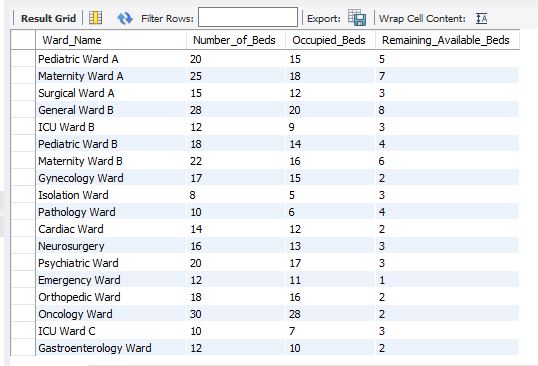 Result Grid Filter Rows: Export: Wrap Cell Content:
Ward_Name Number_of_Beds Occupied_Beds Remaining_Available_Beds
Pediatric Ward A 20 15 5
Maternity Ward A 25 18 7
Surgical Ward A 15 12 3
General Ward B 28 20 8
ICU Ward B 12 9 3
Pediatric Ward B 18 14 4
Maternity Ward B 22 16 6
Gynecology Ward 17 15 2
Isolation Ward 8 5 3
Pathology Ward 10 6 4
Cardiac Ward 14 12 2
Neurosurgery 16 13 3
Psychiatric Ward 20 17 3
Emergency Ward 12 11 1
Orthopedic Ward 18 16 2
Oncology Ward 30 28 2
ICU Ward C 10 7 3
Gastroenterology Ward 12 10 2